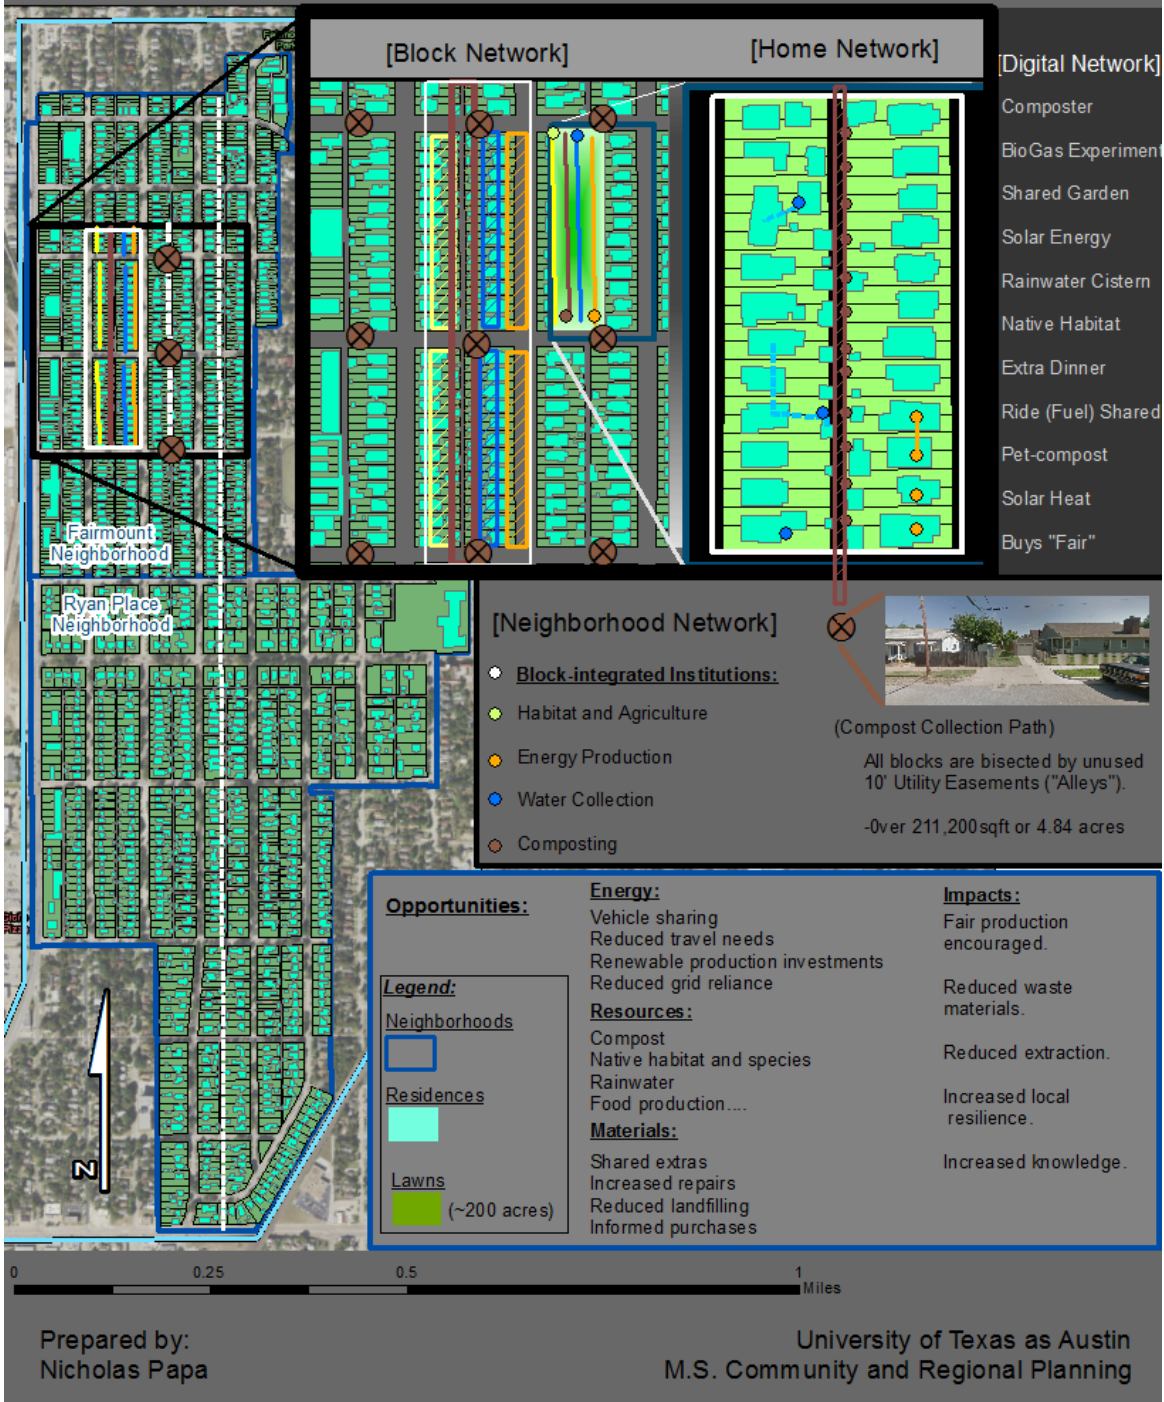 [Block Network]
[Home Network]
[Digital Network]
Composter
BioGas Experiment
Shared Garden
Solar Energy
Rainwater Cistern
Native Habitat
Extra Dinner
Ride (Fuel) Shared
Pet-compost
Solar Heat
Buys "Fair"
Fairmount
Neighborhood
Ryan Place
Neighborhood
[Neighborhood Network]
Block-integrated Institutions:
Habitat and Agriculture
Energy Production
Water Collection
Composting
(Compost Collection Path)
All blocks are bisected by unused
10' Utility Easements ("Alleys").
-Over 211,200sqft or 4.84 acres
Opportunities:
Energy:
Vehicle sharing
Reduced travel needs
Renewable production investments
Reduced grid reliance
Resources:
Compost
Native habitat and species
Rainwater
Food production....
Materials:
Shared extras
Increased repairs
Reduced landfilling
Informed purchases
Impacts:
Fair production
encouraged.
Reduced waste
materials.
Reduced extraction.
Increased local
resilience.
Increased knowledge.
Legend:
Neighborhoods
Residences
Lawns
(~200 acres)
N
0 0.25 0.5 1
Miles
Prepared by:
Nicholas Papa
University of Texas as Austin
M.S. Community and Regional Planning